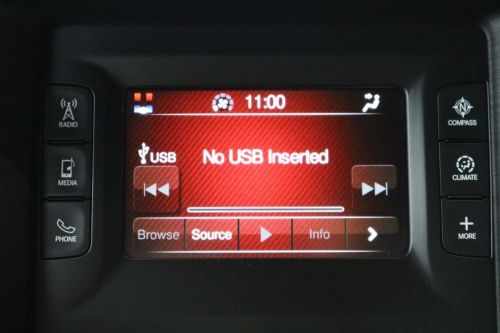 11:00
RADIO
COMPASS
USB
No USB Inserted
MEDIA
CLIMATE
PHONE
Browse
Source
Info
MORE